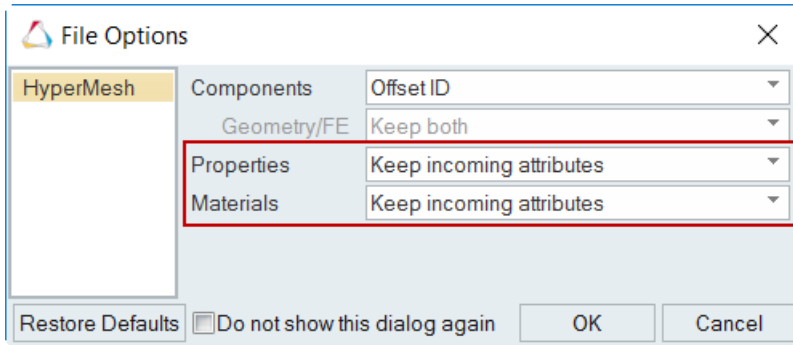 File Options
HyperMesh
Components Offset ID
Geometry/FE Keep both
Properties Keep incoming attributes
Materials Keep incoming attributes
Restore Defaults Do not show this dialog again OK Cancel